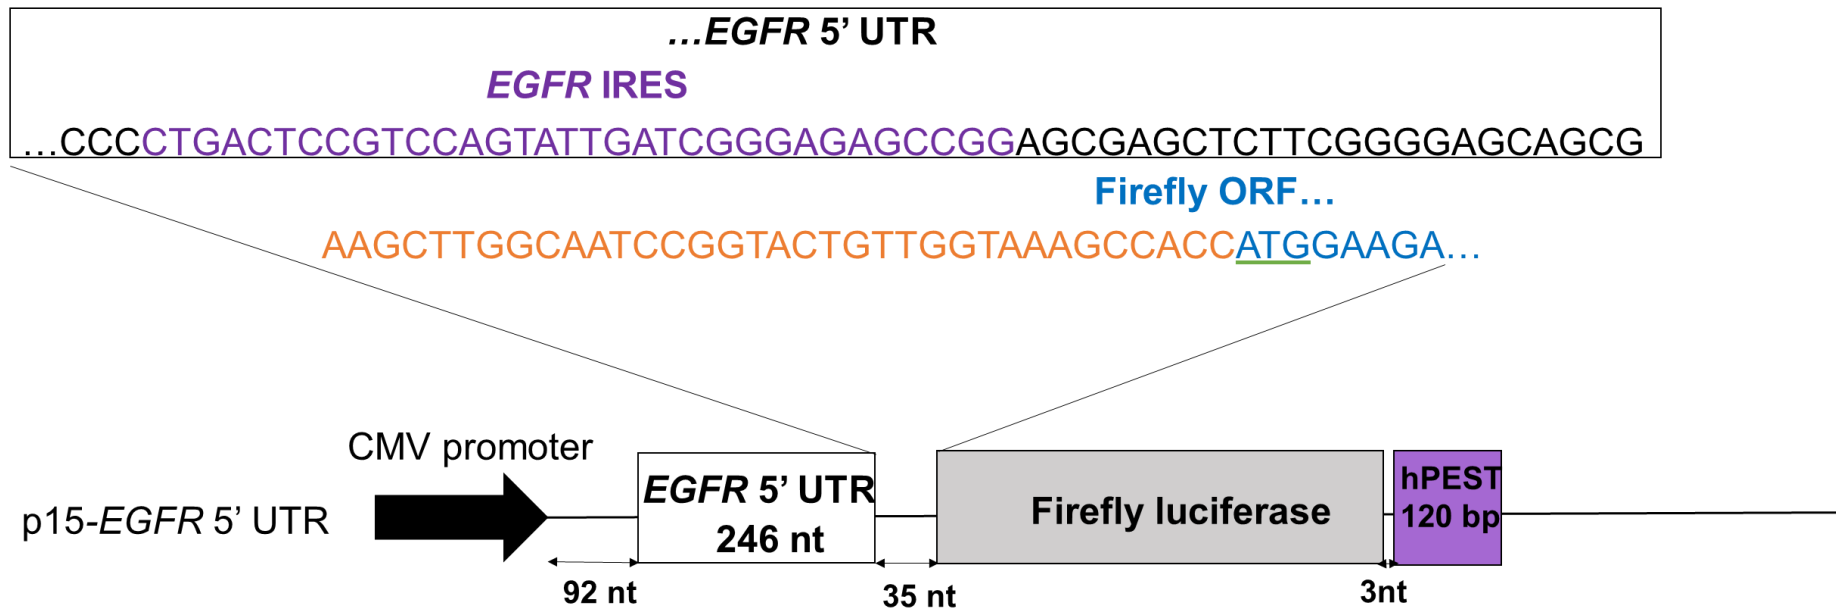 ...EGFR 5’ UTR
EGFR IRES
...CCCCTGACTCCGTCCAGTATTGATCGGGAGAGCCGGAGCGAGCTCTTCGGGGAGCAGCG
Firefly ORF...
AAGCTTGGCAATCCGGTACTGTTGGTAAAGCCACCATGGAAGA...
CMV promoter
p15-EGFR 5’ UTR
EGFR 5’ UTR
246 nt
Firefly luciferase
hPEST
120 bp
92 nt
35 nt
3nt